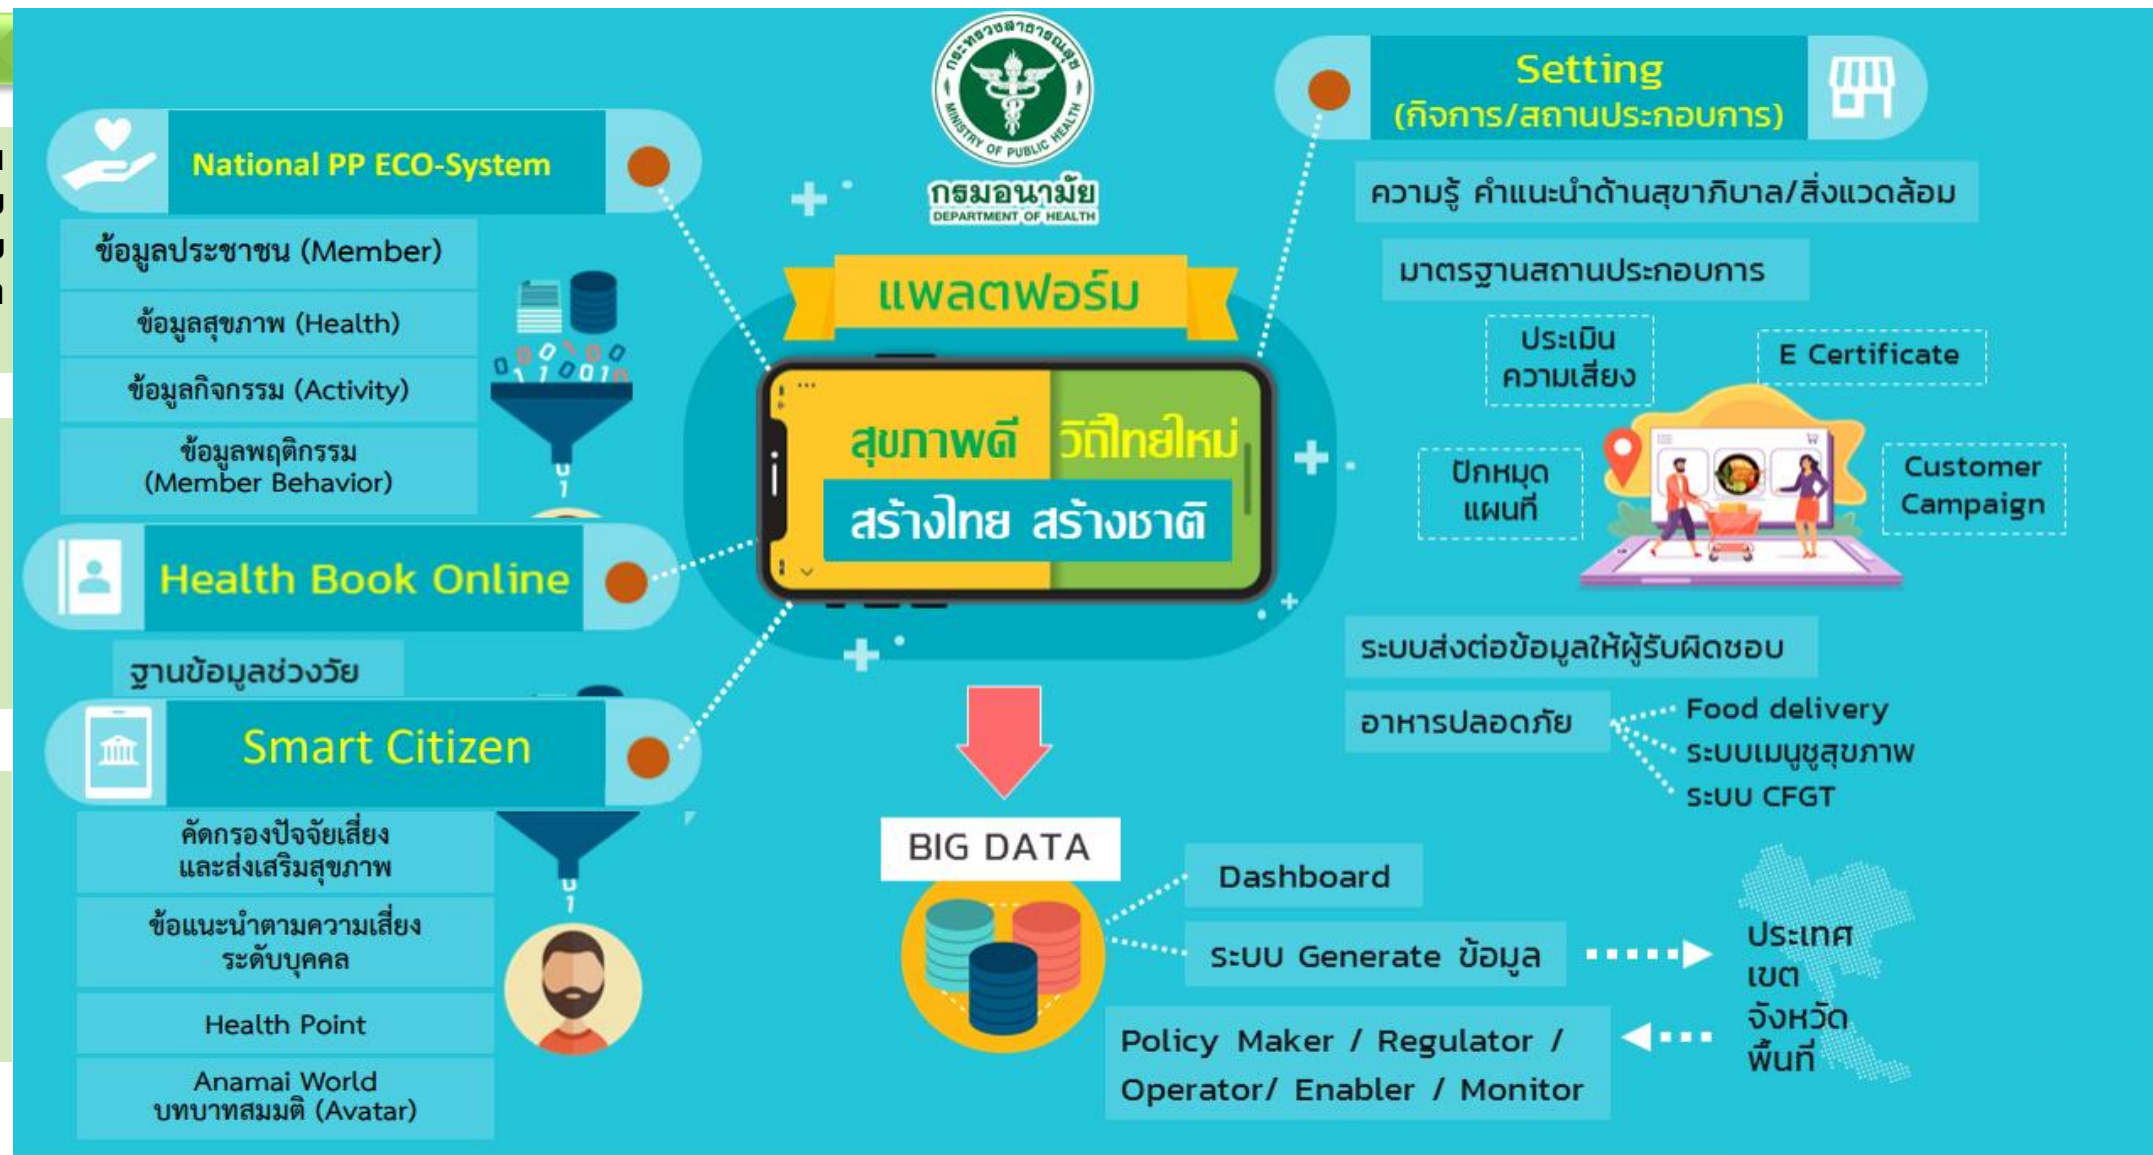 กระทรวงสาธารณสุข
MINISTRY OF PUBLIC HEALTH
กรมอนามัย
DEPARTMENT OF HEALTH
แพลตฟอร์ม
สุขภาพดี วิถีไทยใหม่
สร้างไทย สร้างชาติ
National PP ECO-System
ข้อมูลประชาชน (Member)
ข้อมูลสุขภาพ (Health)
ข้อมูลกิจกรรม (Activity)
ข้อมูลพฤติกรรม
(Member Behavior)
Health Book Online
ฐานข้อมูลช่วงวัย
Smart Citizen
คัดกรองปัจจัยเสี่ยง
และส่งเสริมสุขภาพ
ข้อแนะนำตามความเสี่ยง
ระดับบุคคล
Health Point
Anamai World
บทบาทสมมติ (Avatar)
Setting
(กิจการ/สถานประกอบการ)
ความรู้ คำแนะนำด้านสุขาภิบาล/สิ่งแวดล้อม
มาตรฐานสถานประกอบการ
ประเมิน
ความเสี่ยง
E Certificate
ปักหมุด
แผนที่
Customer
Campaign
ระบบส่งต่อข้อมูลให้ผู้รับผิดชอบ
อาหารปลอดภัย
Food delivery
ระบบเมนูชูสุขภาพ
ระบบ CFGT
BIG DATA
Dashboard
ระบบ Generate ข้อมูล
ประเทศ
เขต
จังหวัด
พื้นที่
Policy Maker / Regulator /
Operator/ Enabler / Monitor